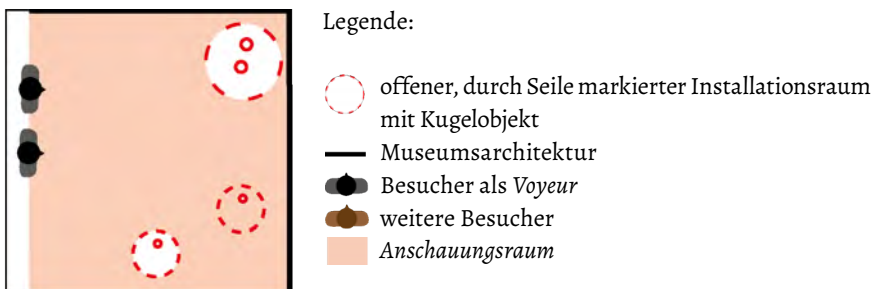 Legende:
offener, durch Seile markierter Installationsraum
mit Kugelobjekt
Museumsarchitektur
Besucher als Voyeur
weitere Besucher
Anschauungsraum